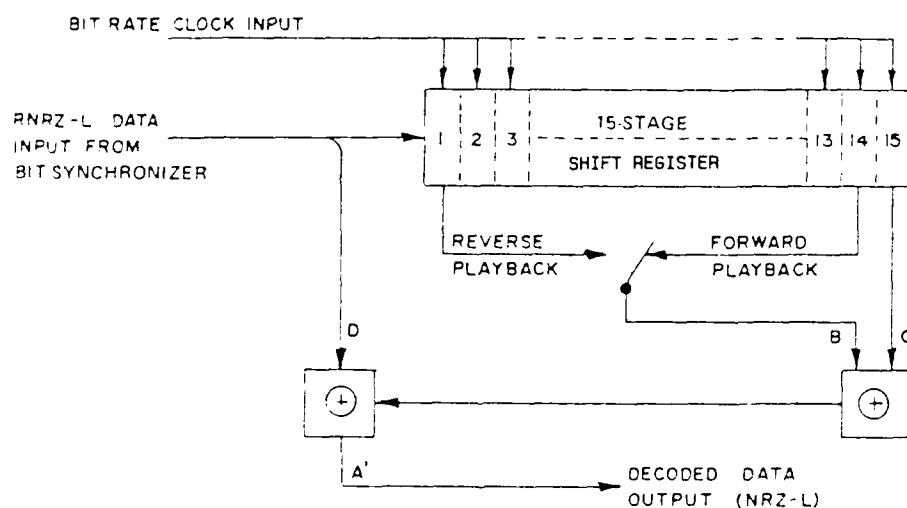 BIT RATE CLOCK INPUT
RNRZ-L DATA
INPUT FROM
BIT SYNCHRONIZER
1 2 3 15-STAGE 13 14 15
SHIFT REGISTER
REVERSE
PLAYBACK
FORWARD
PLAYBACK
D
B
C
+
+
A'
DECODED DATA
OUTPUT (NRZ-L)